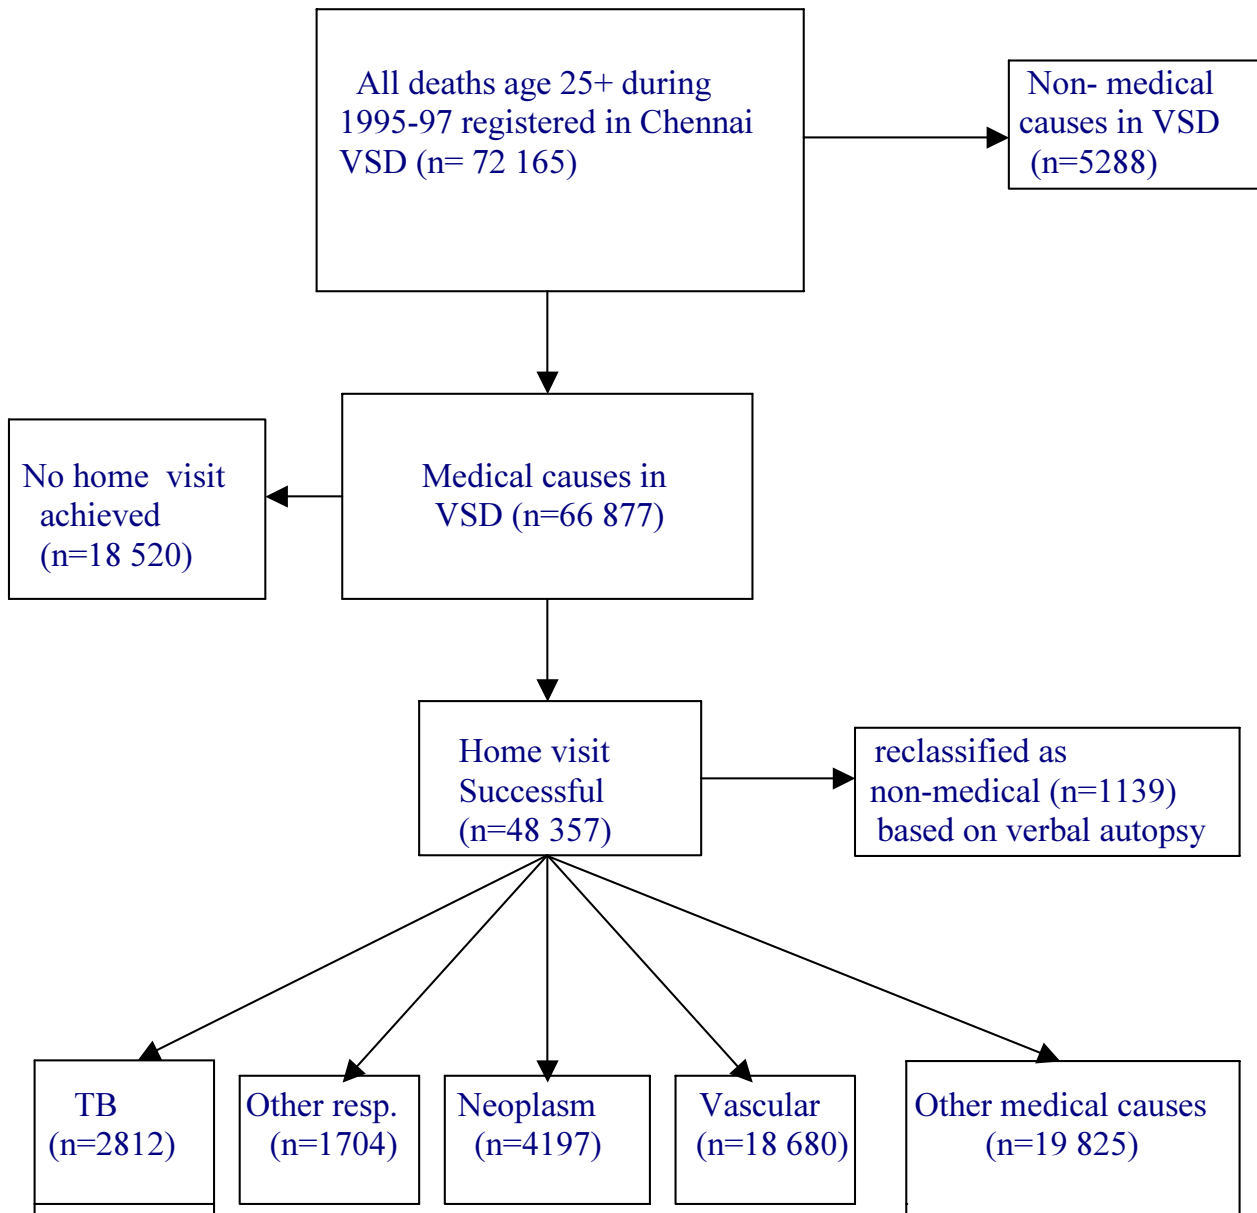 All deaths age 25+ during
1995-97 registered in Chennai
VSD (n= 72 165)
Non- medical
causes in VSD
(n=5288)
No home visit
achieved
(n=18 520)
Medical causes in
VSD (n=66 877)
Home visit
Successful
(n=48 357)
reclassified as
non-medical (n=1139)
based on verbal autopsy
TB
(n=2812)
Other resp.
(n=1704)
Neoplasm
(n=4197)
Vascular
(n=18 680)
Other medical causes
(n=19 825)